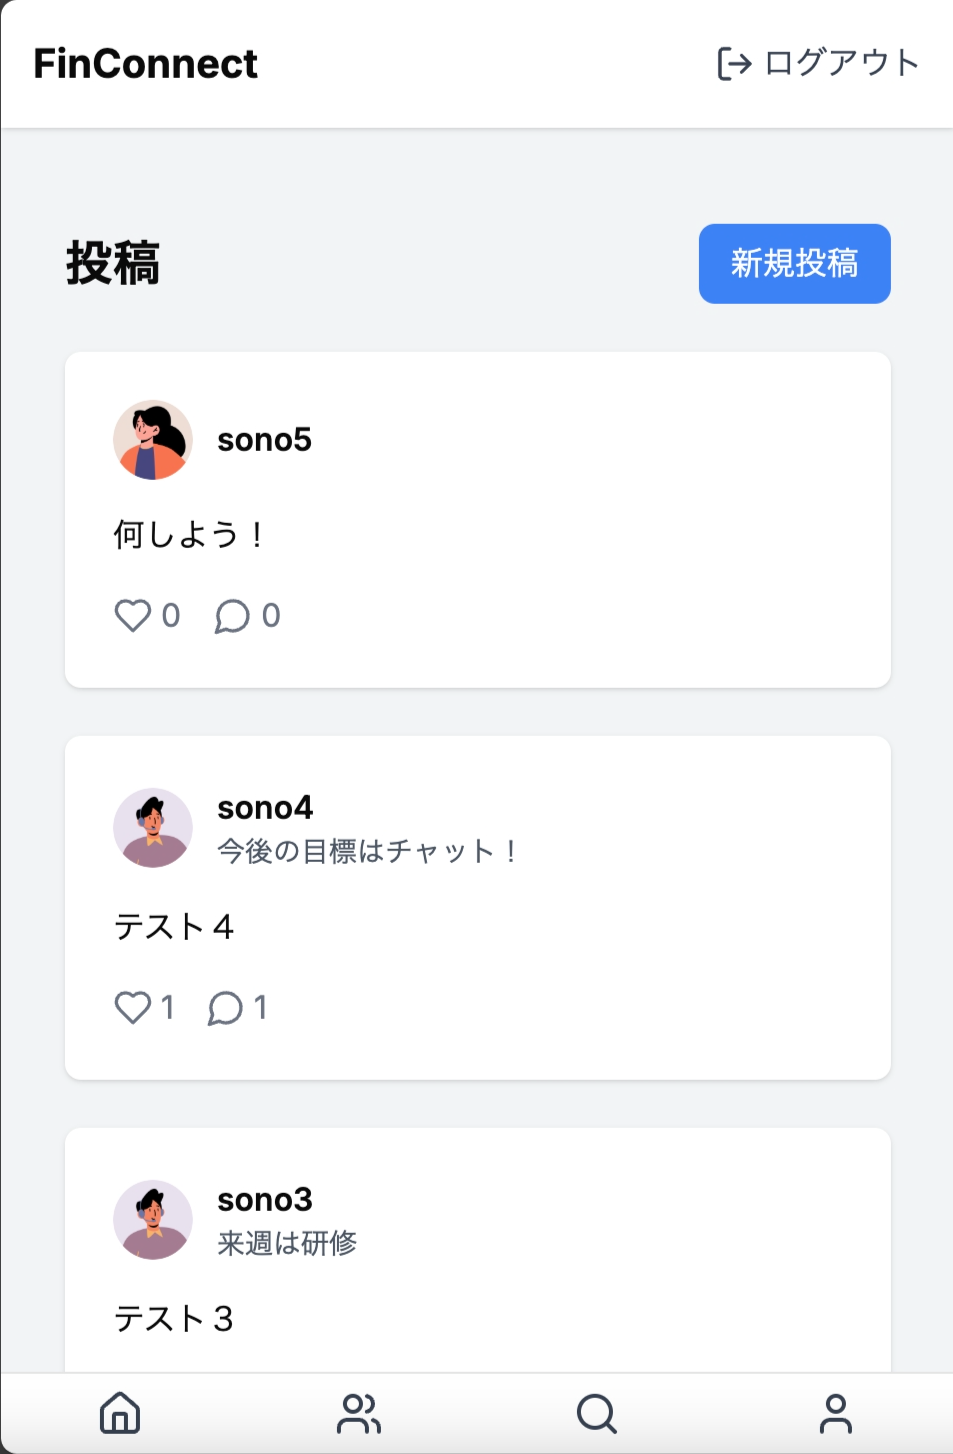 FinConnect
ログアウト
投稿
新規投稿
sono5
何しよう！
0 0
sono4
今後の目標はチャット！
テスト４
1 1
sono3
来週は研修
テスト３